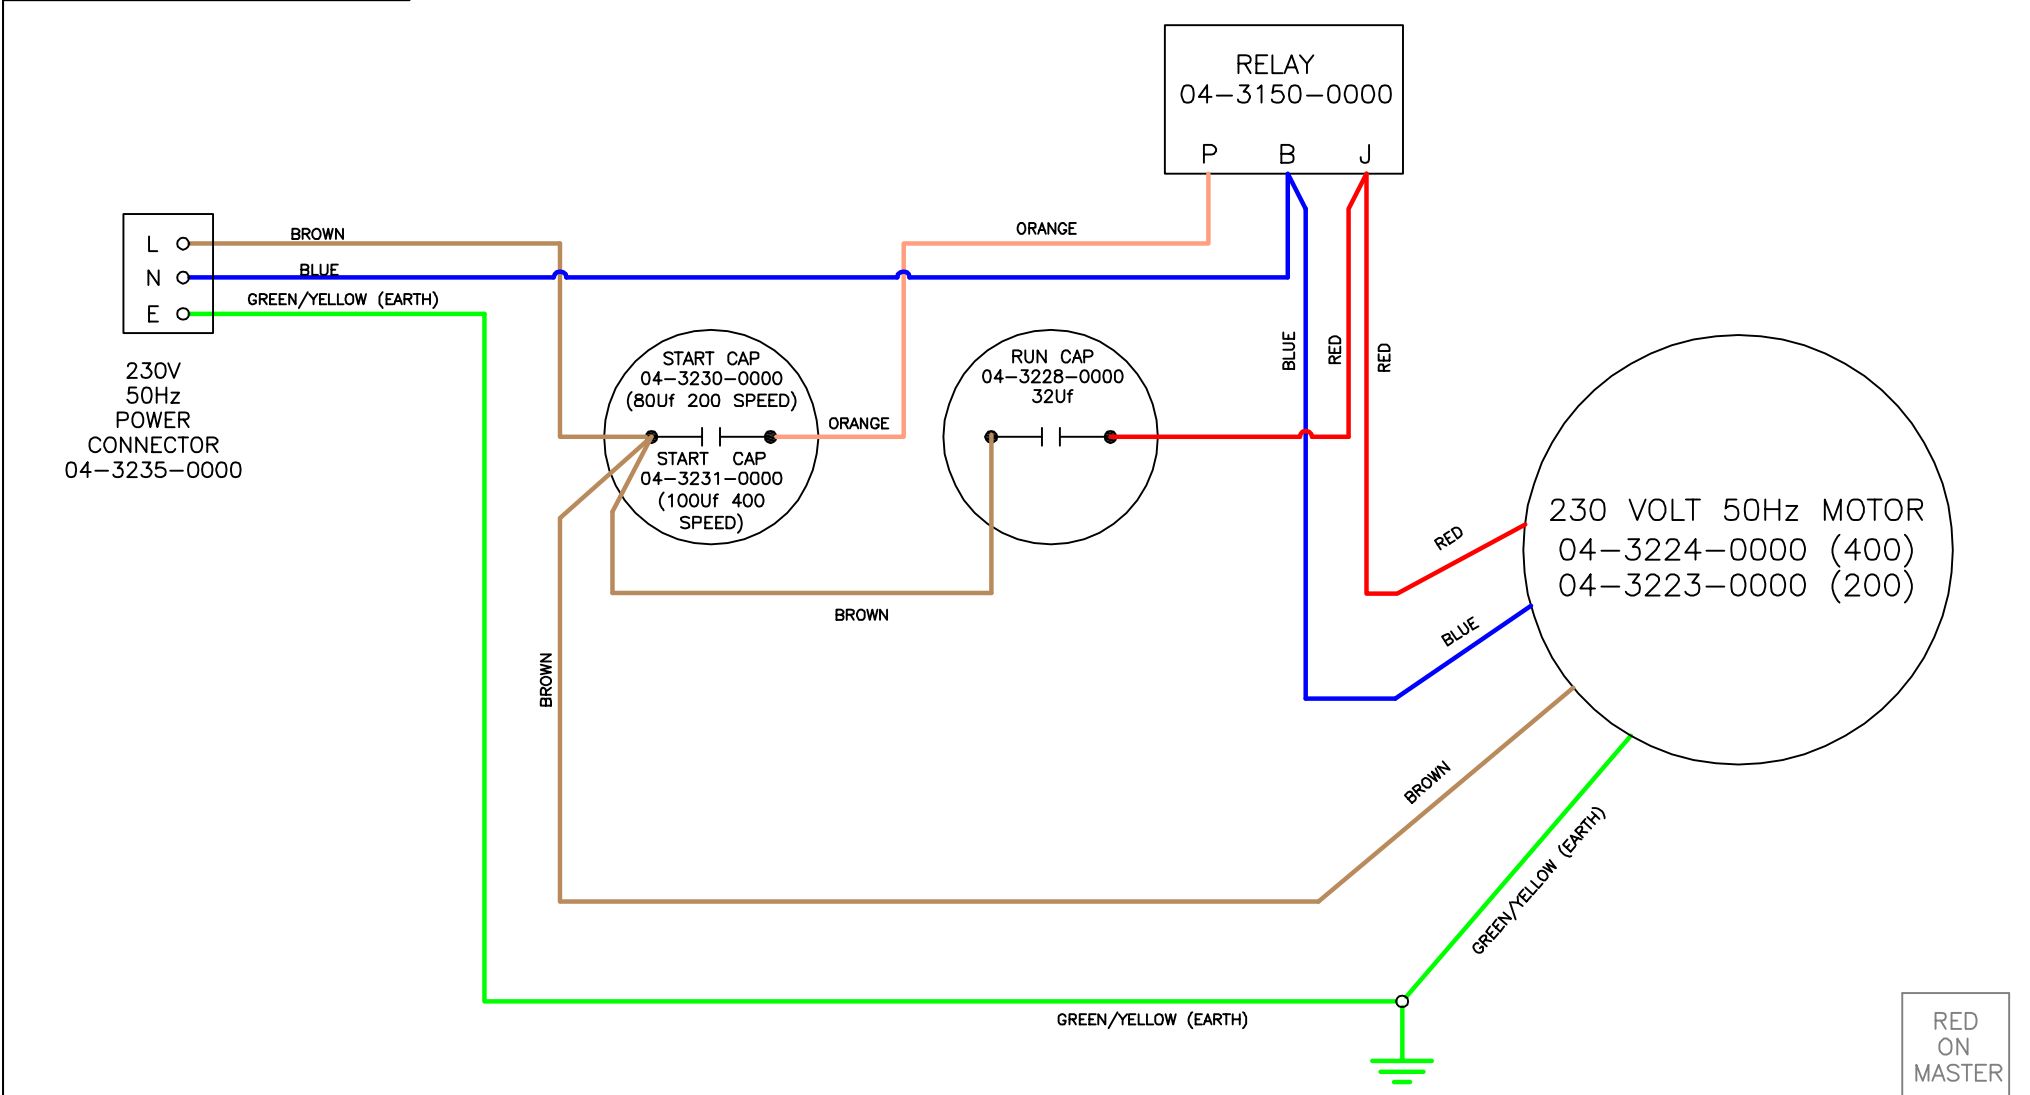 RELAY
04-3150-0000
P B J
L
N
E
BROWN
BLUE
GREEN/YELLOW (EARTH)
ORANGE
230V
50Hz
POWER
CONNECTOR
04-3235-0000
START CAP
04-3230-0000
(80Uf 200 SPEED)
START CAP
04-3231-0000
(100Uf 400
SPEED)
ORANGE
RUN CAP
04-3228-0000
32Uf
BLUE
RED
RED
230 VOLT 50Hz MOTOR
04-3224-0000 (400)
04-3223-0000 (200)
RED
BLUE
BROWN
BROWN
BROWN
GREEN/YELLOW (EARTH)
GREEN/YELLOW (EARTH)
RED
ON
MASTER